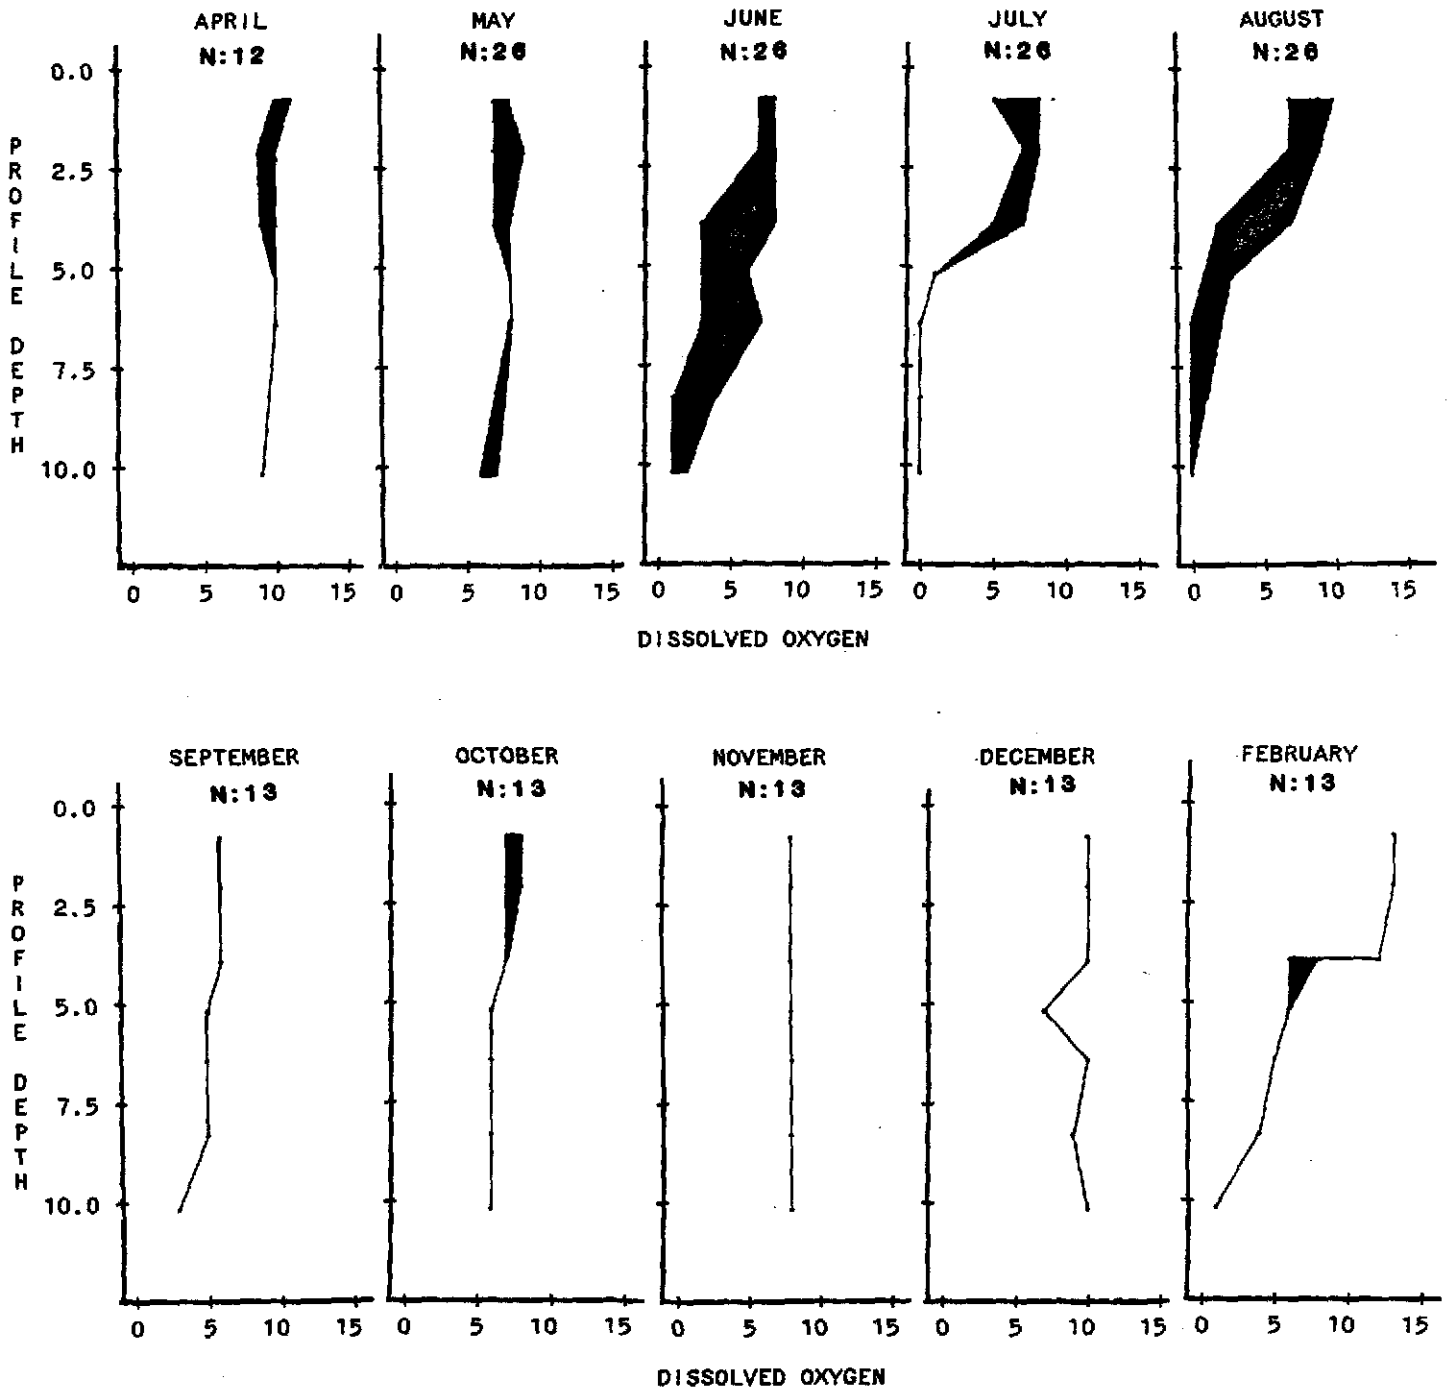 APRIL MAY JUNE JULY AUGUST
N:12 N:26 N:26 N:26 N:26
PROFILE DEPTH
0.0
2.5
5.0
7.5
10.0
0 5 10 15 0 5 10 15 0 5 10 15 0 5 10 15 0 5 10 15
DISSOLVED OXYGEN
SEPTEMBER OCTOBER NOVEMBER DECEMBER FEBRUARY
N:13 N:13 N:13 N:13 N:13
PROFILE DEPTH
0.0
2.5
5.0
7.5
10.0
0 5 10 15 0 5 10 15 0 5 10 15 0 5 10 15 0 5 10 15
DISSOLVED OXYGEN